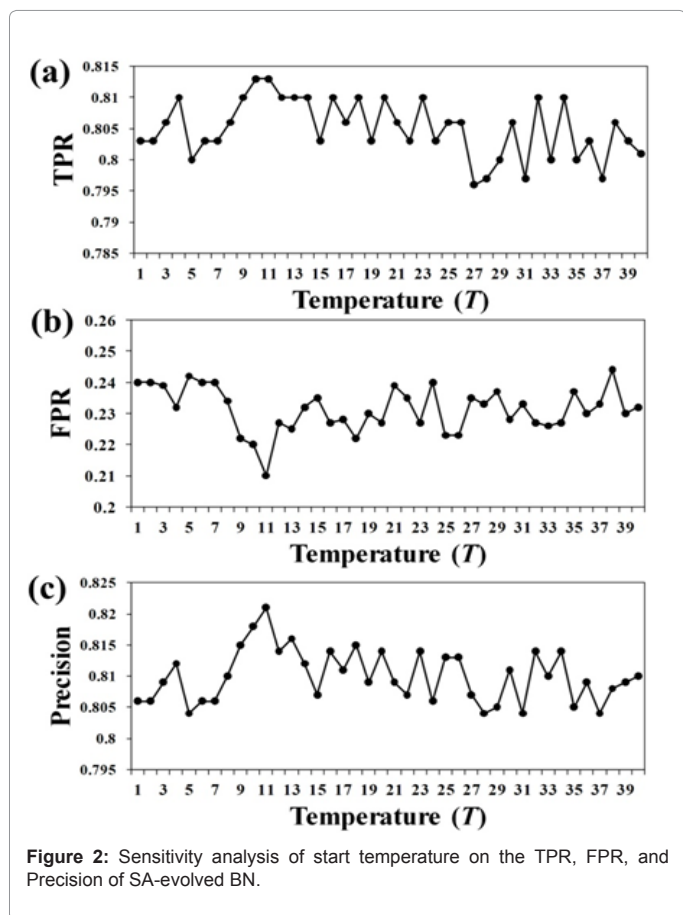 (a)
TPR
0.815
0.81
0.805
0.8
0.795
0.79
0.785
1 3 5 7 9 11 13 15 17 19 21 23 25 27 29 31 33 35 37 39
Temperature (T)
(b)
FPR
0.26
0.25
0.24
0.23
0.22
0.21
0.2
1 3 5 7 9 11 13 15 17 19 21 23 25 27 29 31 33 35 37 39
Temperature (T)
(c)
Precision
0.825
0.82
0.815
0.81
0.805
0.8
0.795
1 3 5 7 9 11 13 15 17 19 21 23 25 27 29 31 33 35 37 39
Temperature (T)
Figure 2: Sensitivity analysis of start temperature on the TPR, FPR, and
Precision of SA-evolved BN.